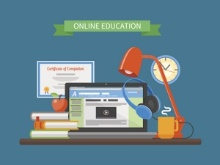 ONLINE EDUCATION
Certificate of Completion